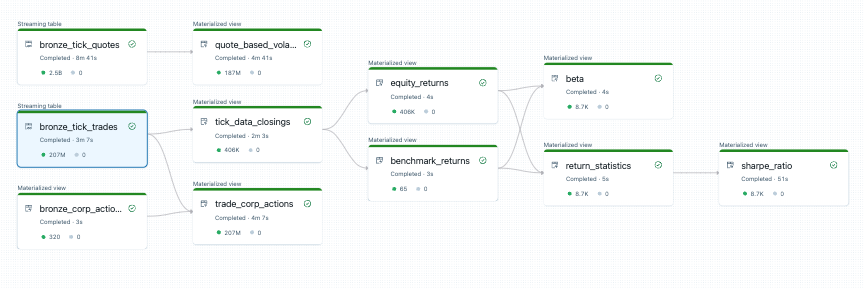 Streaming table
bronze_tick_quotes
Completed · 8m 41s
2.5B 0
Materialized view
quote_based_vola...
Completed · 4m 41s
187M 0
Streaming table
bronze_tick_trades
Completed · 3m 7s
207M 0
Materialized view
tick_data_closings
Completed · 2m 3s
406K 0
Materialized view
bronze_corp_actio...
Completed · 3s
320 0
Materialized view
trade_corp_actions
Completed · 4m 7s
207M 0
Materialized view
equity_returns
Completed · 4s
406K 0
Materialized view
benchmark_returns
Completed · 3s
65 0
Materialized view
beta
Completed · 4s
8.7K 0
Materialized view
return_statistics
Completed · 5s
8.7K 0
Materialized view
sharpe_ratio
Completed · 51s
8.7K 0